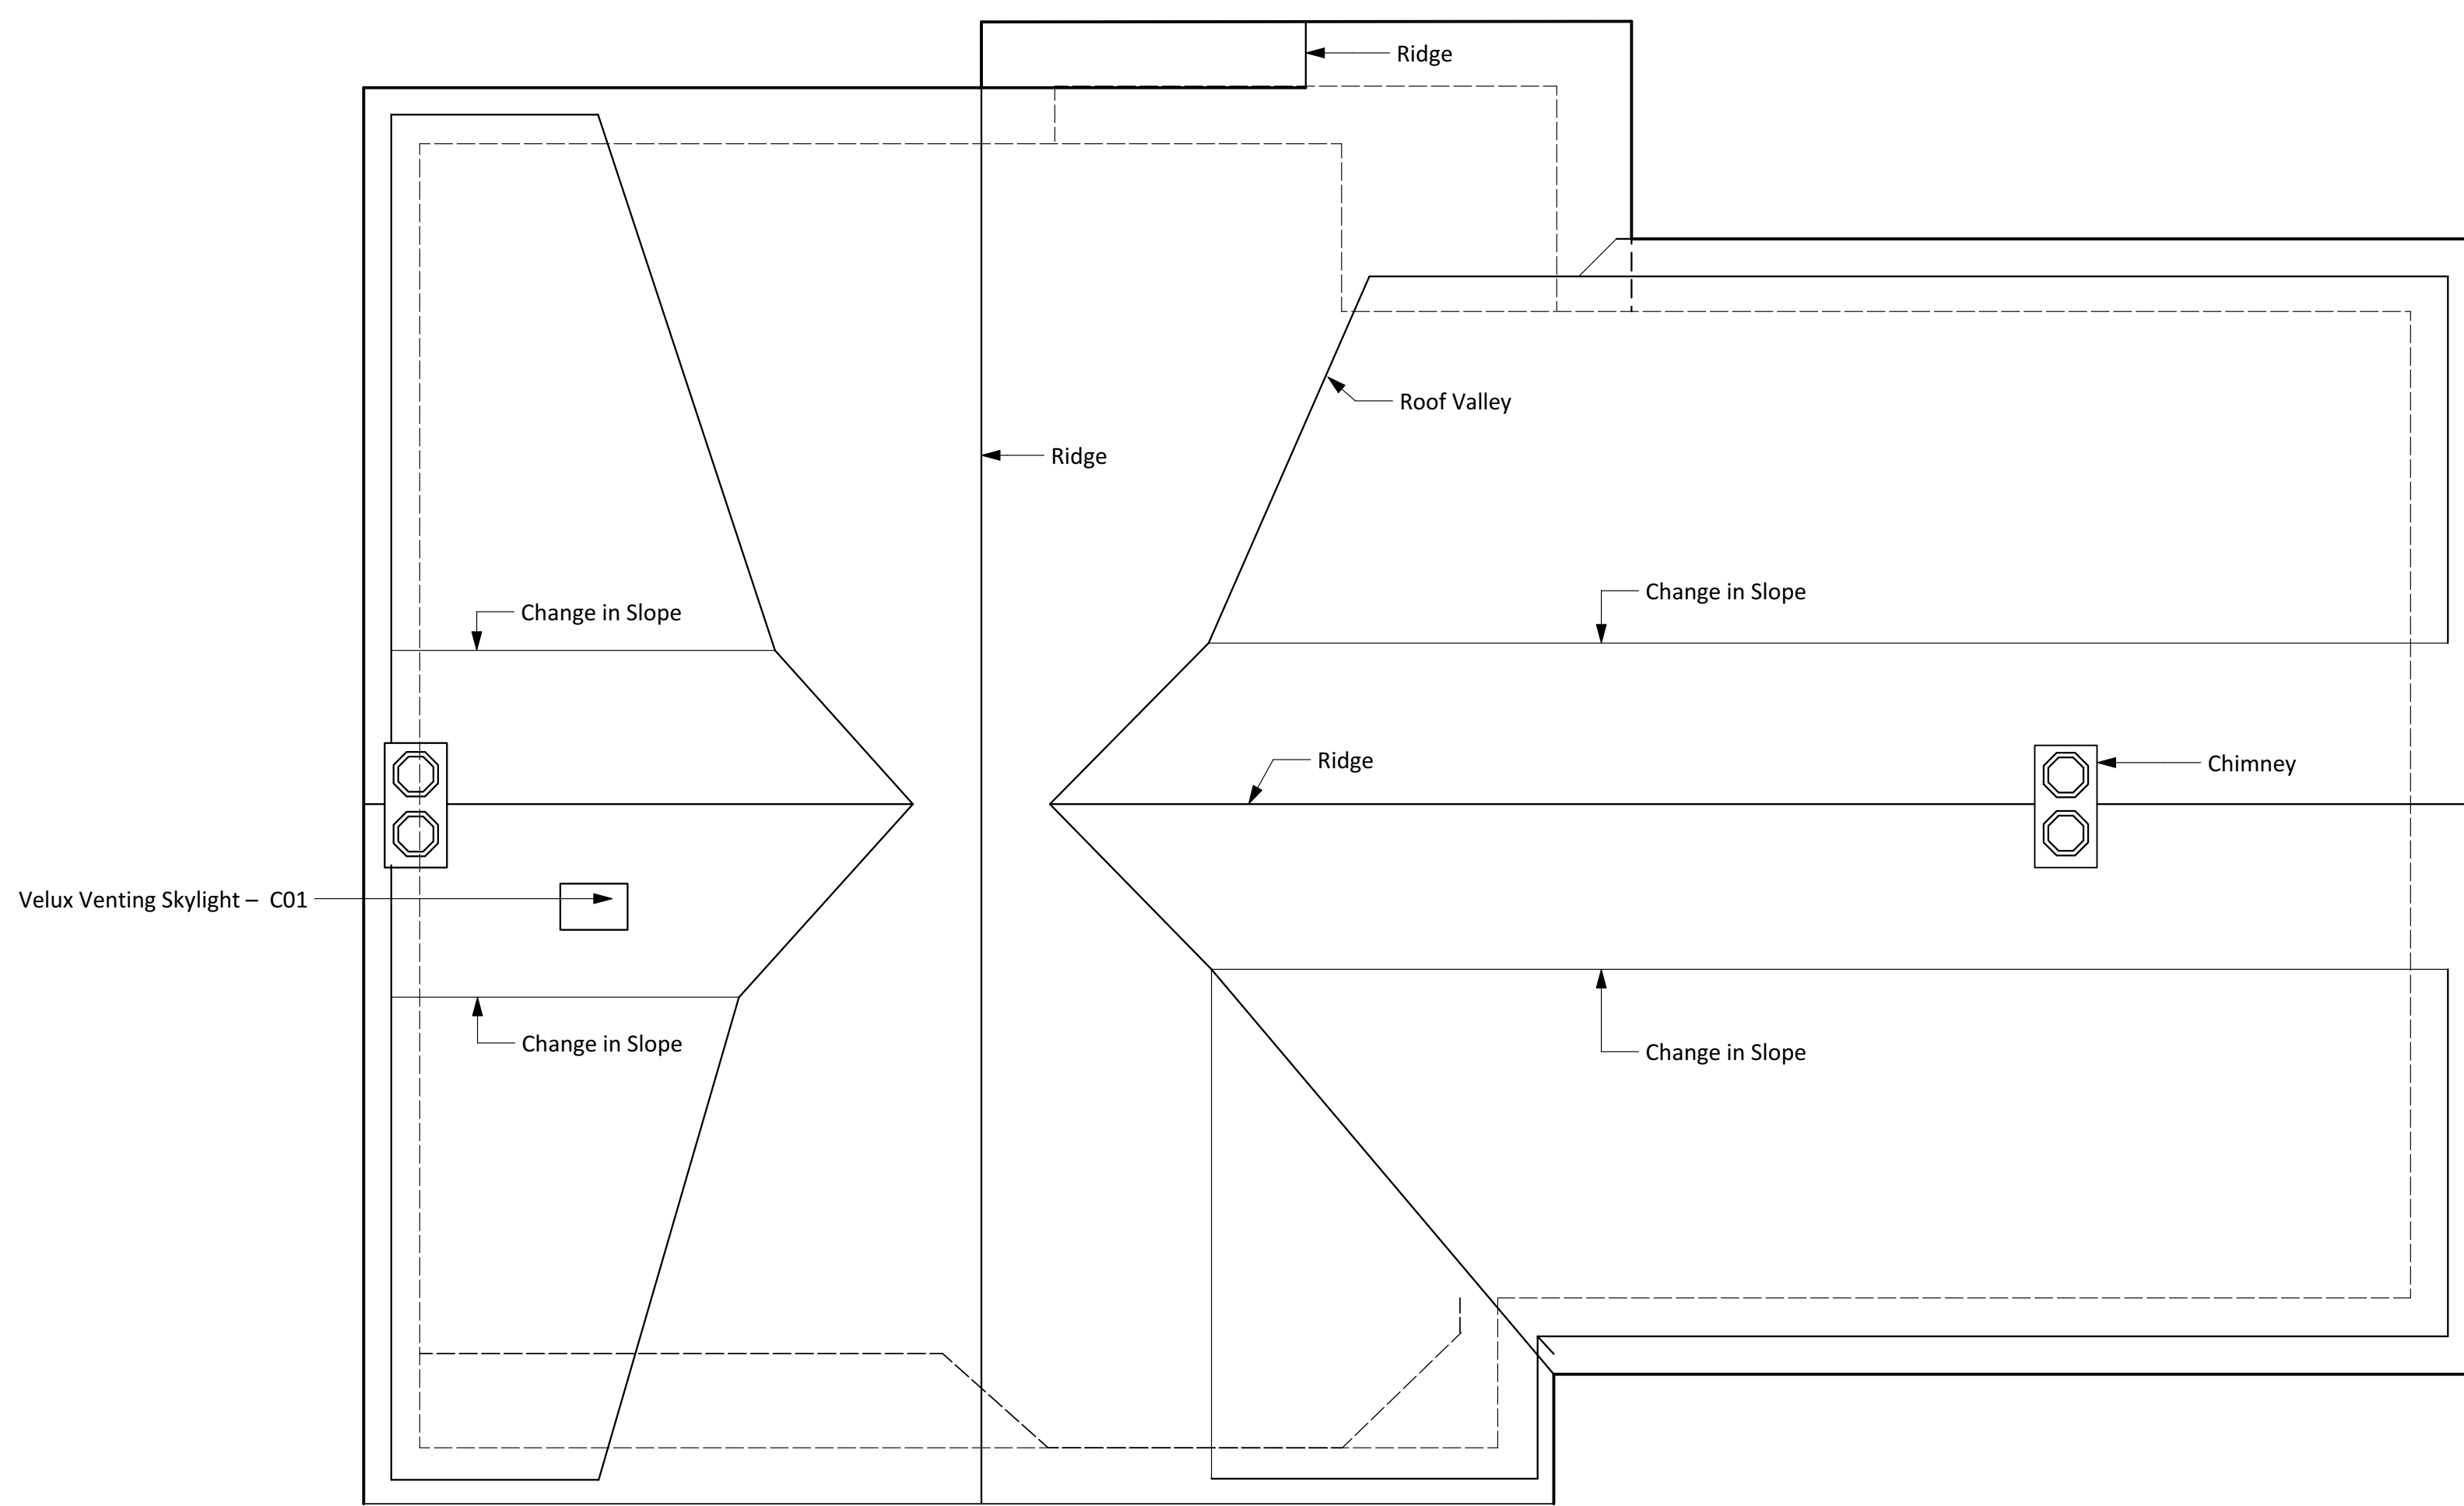 Ridge
Roof Valley
Ridge
Change in Slope
Change in Slope
Ridge
Chimney
Velux Venting Skylight – C01
Change in Slope
Change in Slope